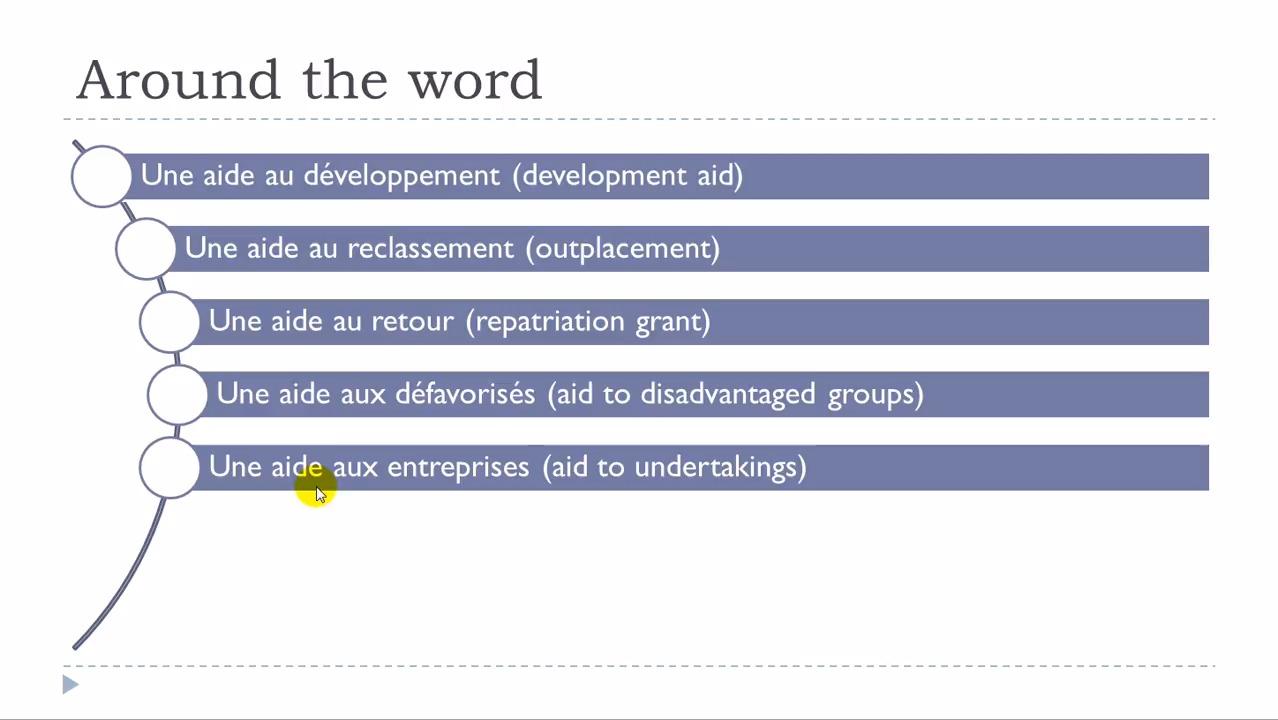 Around the word
Une aide au développement (development aid)
Une aide au reclassement (outplacement)
Une aide au retour (repatriation grant)
Une aide aux défavorisés (aid to disadvantaged groups)
Une aide aux entreprises (aid to undertakings)